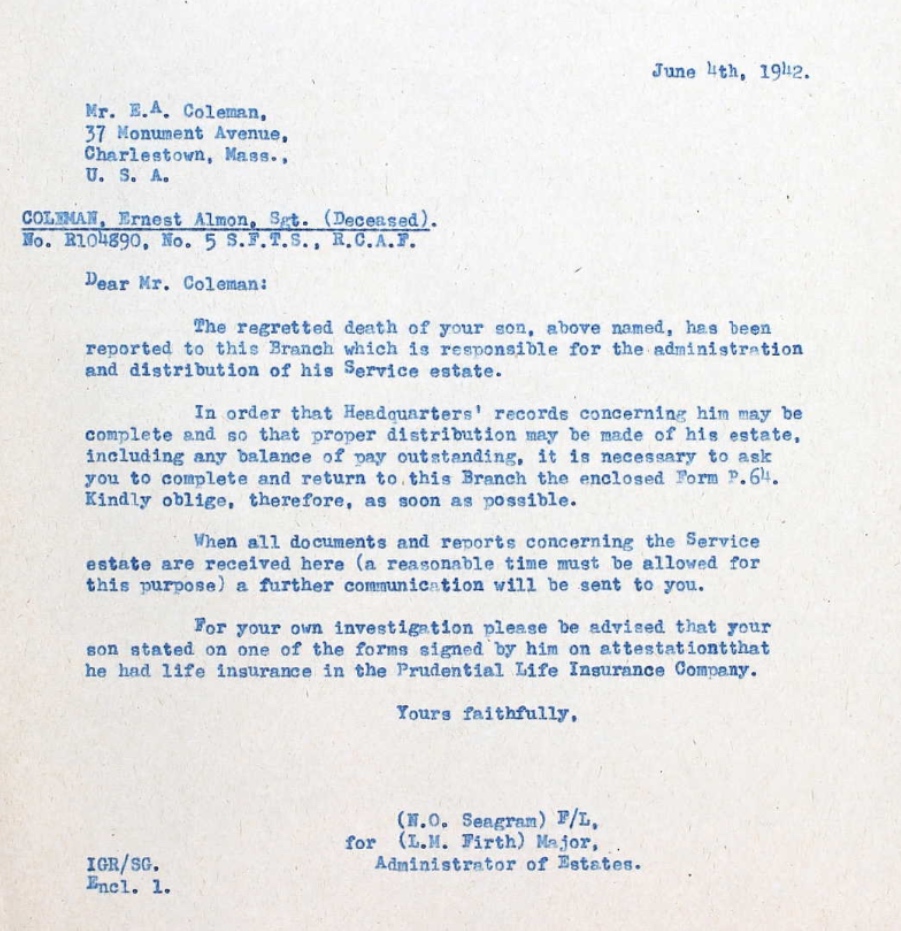 June 4th, 1942.
Mr. E.A. Coleman,
37 Monument Avenue,
Charlestown, Mass.,
U. S. A.
COLEMAN, Ernest Almon, Sgt. (Deceased).
No. R104890, No. 5 S.F.T.S., R.C.A.F.
Dear Mr. Coleman:
The regretted death of your son, above named, has been
reported to this Branch which is responsible for the administration
and distribution of his Service estate.
In order that Headquarters' records concerning him may be
complete and so that proper distribution may be made of his estate,
including any balance of pay outstanding, it is necessary to ask
you to complete and return to this Branch the enclosed Form P.64.
Kindly oblige, therefore, as soon as possible.
When all documents and reports concerning the Service
estate are received here (a reasonable time must be allowed for
this purpose) a further communication will be sent to you.
For your own investigation please be advised that your
son stated on one of the forms signed by him on attestationtthat
he had life insurance in the Prudential Life Insurance Company.
Yours faithfully,
(N.O. Seagram) F/L,
for (L.M. Firth) Major,
Administrator of Estates.
IGR/SG.
Encl. 1.